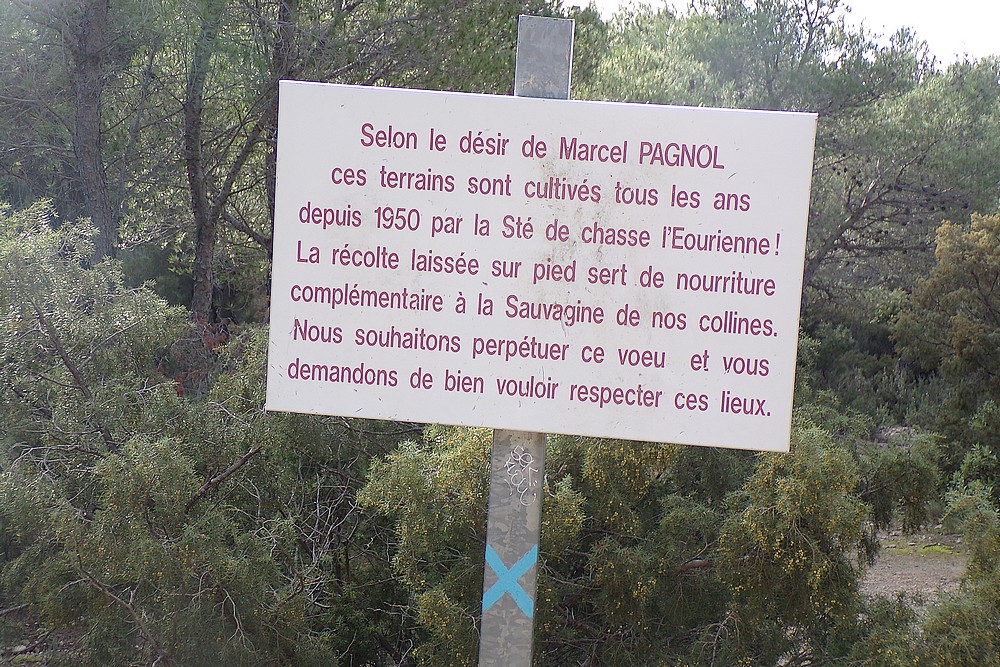 Selon le désir de Marcel PAGNOL
ces terrains sont cultivés tous les ans
depuis 1950 par la Sté de chasse l'Eourienne!
La récolte laissée sur pied sert de nourriture
complémentaire à la Sauvagine de nos collines.
Nous souhaitons perpétuer ce voeu et vous
demandons de bien vouloir respecter ces lieux.